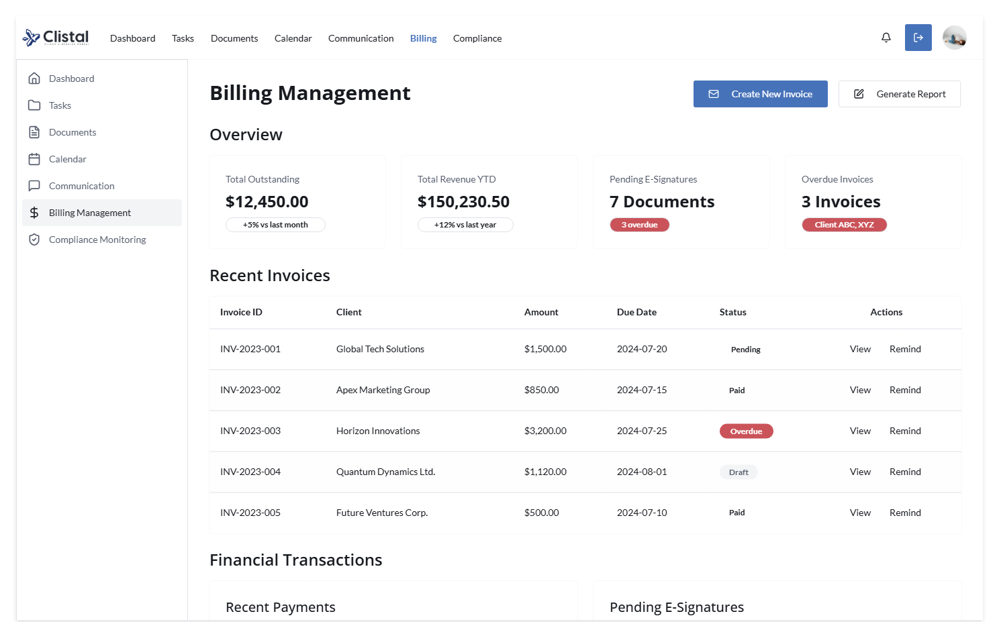 Clistal
Dashboard Tasks Documents Calendar Communication Billing Compliance
Dashboard
Tasks
Documents
Calendar
Communication
Billing Management
Compliance Monitoring
Billing Management
Create New Invoice Generate Report
Overview
Total Outstanding
$12,450.00
+5% vs last month
Total Revenue YTD
$150,230.50
+12% vs last year
Pending E-Signatures
7 Documents
3 overdue
Overdue Invoices
3 Invoices
Client ABC, XYZ
Recent Invoices
Invoice ID Client Amount Due Date Status Actions
INV-2023-001 Global Tech Solutions $1,500.00 2024-07-20 Pending View Remind
INV-2023-002 Apex Marketing Group $850.00 2024-07-15 Paid View Remind
INV-2023-003 Horizon Innovations $3,200.00 2024-07-25 Overdue View Remind
INV-2023-004 Quantum Dynamics Ltd. $1,120.00 2024-08-01 Draft View Remind
INV-2023-005 Future Ventures Corp. $500.00 2024-07-10 Paid View Remind
Financial Transactions
Recent Payments
Pending E-Signatures